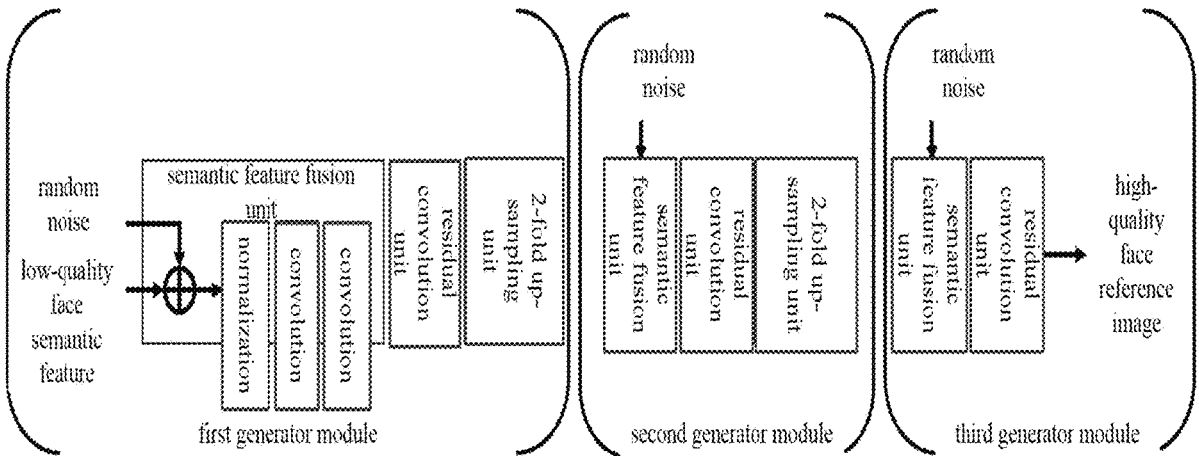 random
noise
low-quality
face
semantic
feature
semantic feature fusion
unit
normalization
convolution
convolution
residual
convolution
unit
2-fold up-
sampling
unit
first generator module
random
noise
semantic
feature fusion
unit
residual
convolution
unit
2-fold up-
sampling unit
second generator module
random
noise
semantic
feature fusion
unit
residual
convolution
unit
high-
quality
face
reference
image
third generator module